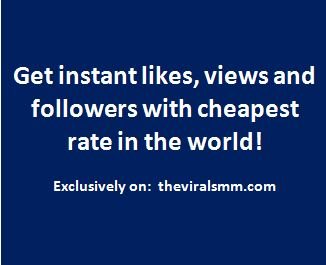 Get instant likes, views and
followers with cheapest
rate in the world!
Exclusively on:  theviralsmm.com